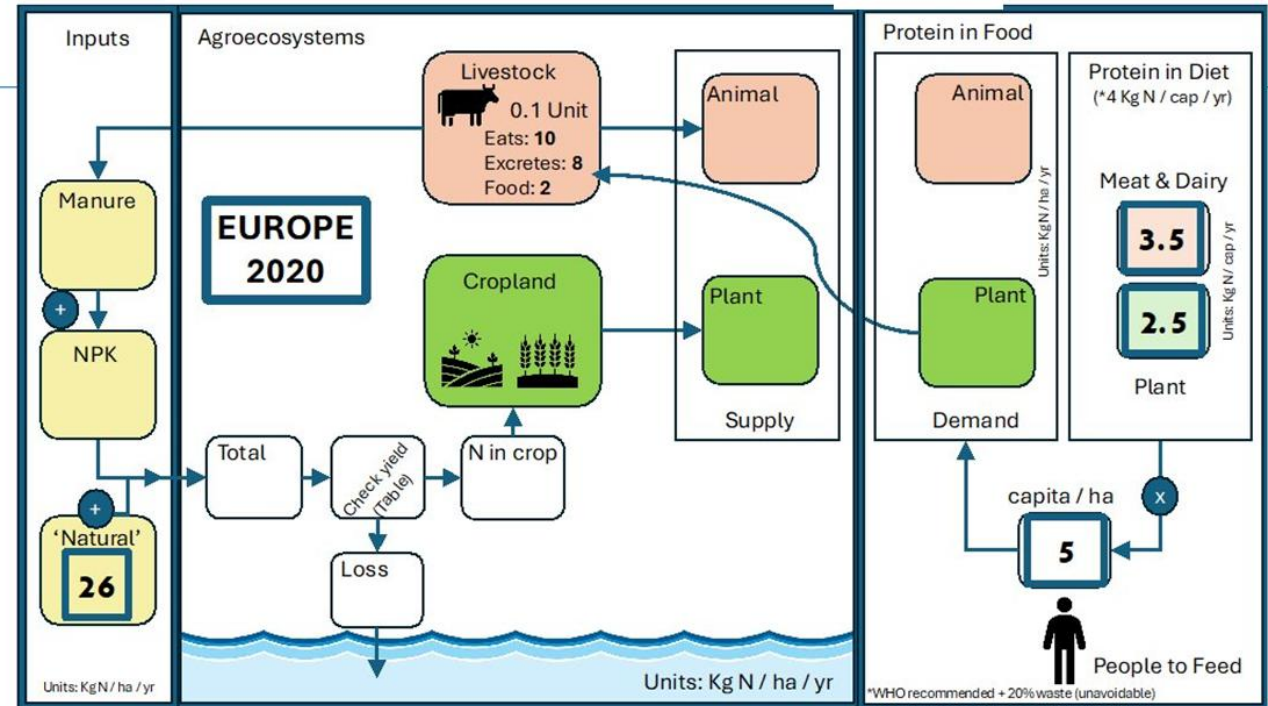 Inputs
Manure
+
NPK
+
'Natural'
26
Units: KgN / ha / yr
Agroecosystems
Livestock
0.1 Unit
Eats: 10
Excretes: 8
Food: 2
EUROPE
2020
Cropland
Total
Check yield
(Table)
N in crop
Loss
Animal
Plant
Supply
Units: Kg N / ha / yr
Protein in Food
Animal
Units: KgN / ha / yr
Plant
Demand
Protein in Diet
(*4 Kg N / cap / yr)
Meat & Dairy
3.5
2.5
Units: Kg N/ cap / yr
Plant
capita / ha
x
5
People to Feed
*WHO recommended + 20% waste (unavoidable)